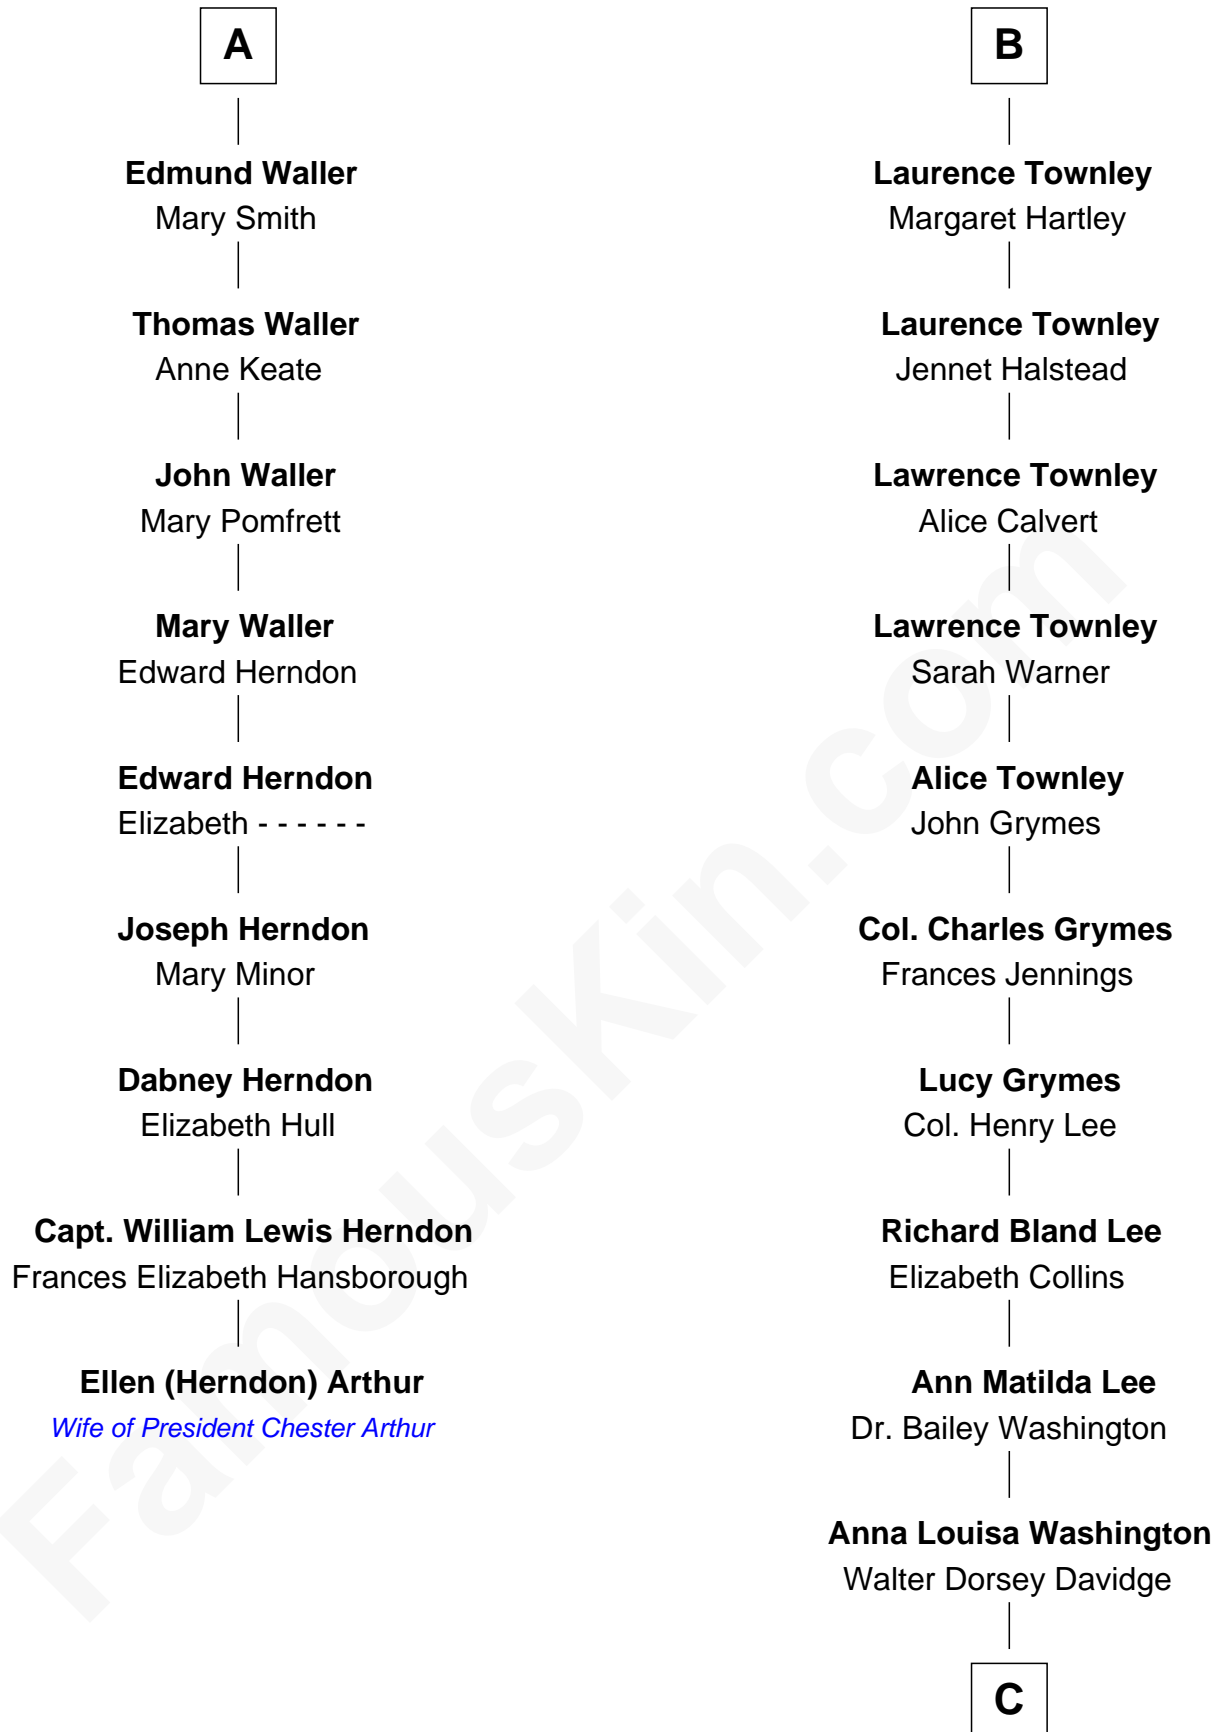 A
Edmund Waller
Mary Smith
Thomas Waller
Anne Keate
John Waller
Mary Pomfrett
Mary Waller
Edward Herndon
Edward Herndon
Elizabeth - - - - - -
Joseph Herndon
Mary Minor
Dabney Herndon
Elizabeth Hull
Capt. William Lewis Herndon
Frances Elizabeth Hansborough
Ellen (Herndon) Arthur
Wife of President Chester Arthur
B
Laurence Townley
Margaret Hartley
Laurence Townley
Jennet Halstead
Lawrence Townley
Alice Calvert
Lawrence Townley
Sarah Warner
Alice Townley
John Grymes
Col. Charles Grymes
Frances Jennings
Lucy Grymes
Col. Henry Lee
Richard Bland Lee
Elizabeth Collins
Ann Matilda Lee
Dr. Bailey Washington
Anna Louisa Washington
Walter Dorsey Davidge
C
FamousKin.com